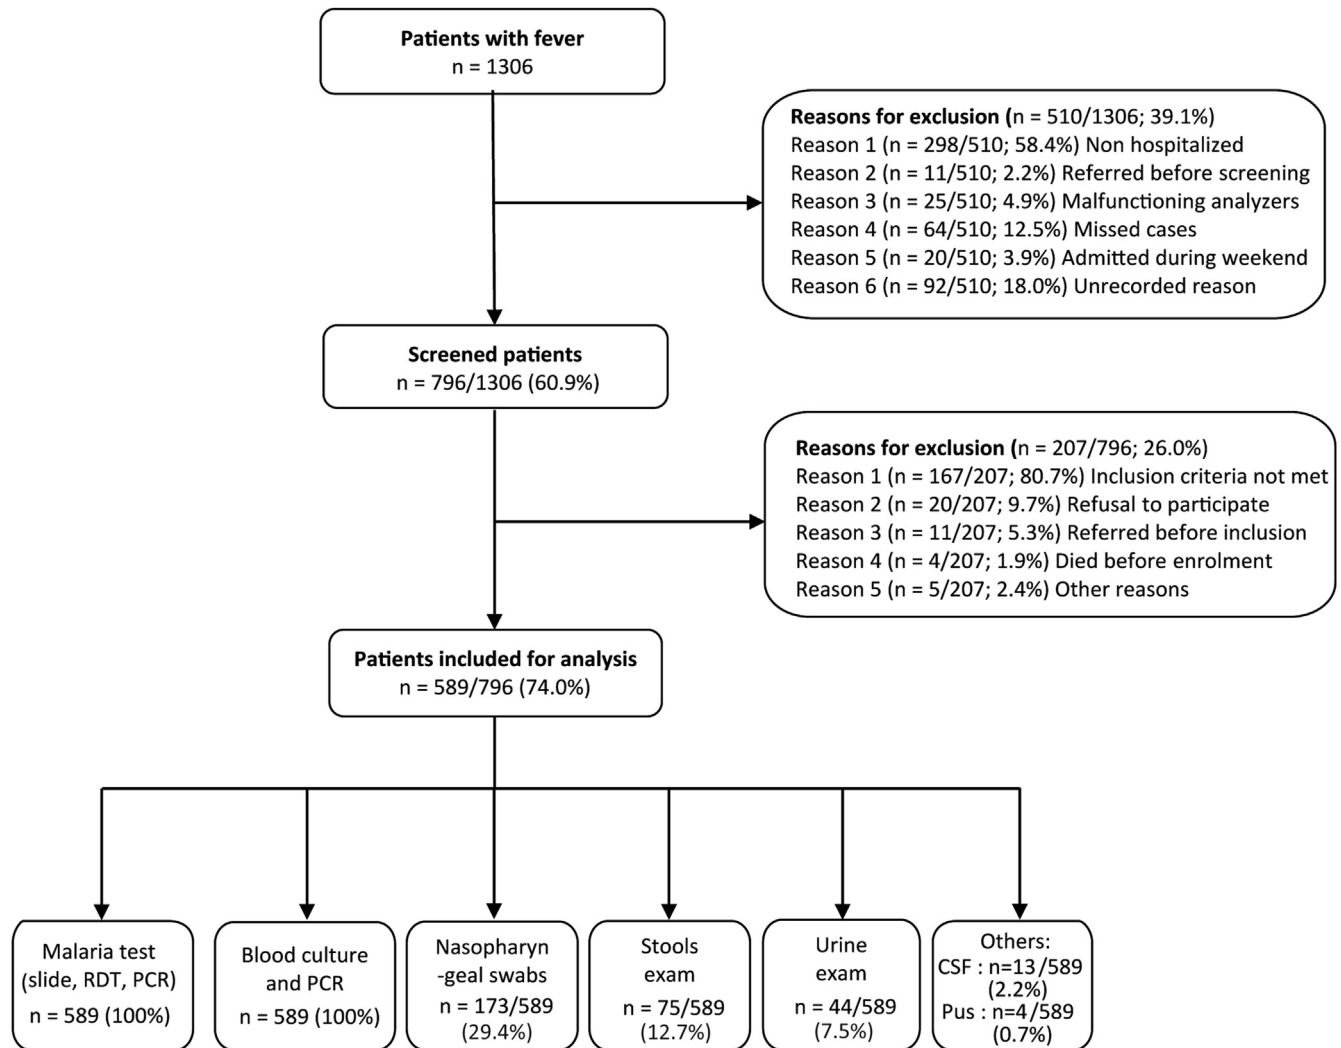 Patients with fever
n = 1306
Reasons for exclusion (n = 510/1306; 39.1%)
Reason 1 (n = 298/510; 58.4%) Non hospitalized
Reason 2 (n = 11/510; 2.2%) Referred before screening
Reason 3 (n = 25/510; 4.9%) Malfunctioning analyzers
Reason 4 (n = 64/510; 12.5%) Missed cases
Reason 5 (n = 20/510; 3.9%) Admitted during weekend
Reason 6 (n = 92/510; 18.0%) Unrecorded reason
Screened patients
n = 796/1306 (60.9%)
Reasons for exclusion (n = 207/796; 26.0%)
Reason 1 (n = 167/207; 80.7%) Inclusion criteria not met
Reason 2 (n = 20/207; 9.7%) Refusal to participate
Reason 3 (n = 11/207; 5.3%) Referred before inclusion
Reason 4 (n = 4/207; 1.9%) Died before enrolment
Reason 5 (n = 5/207; 2.4%) Other reasons
Patients included for analysis
n = 589/796 (74.0%)
Malaria test
(slide, RDT, PCR)
n = 589 (100%)
Blood culture
and PCR
n = 589 (100%)
Nasopharyn
-geal swabs
n = 173/589
(29.4%)
Stools
exam
n = 75/589
(12.7%)
Urine
exam
n = 44/589
(7.5%)
Others:
CSF : n=13/589
(2.2%)
Pus : n=4/589
(0.7%)